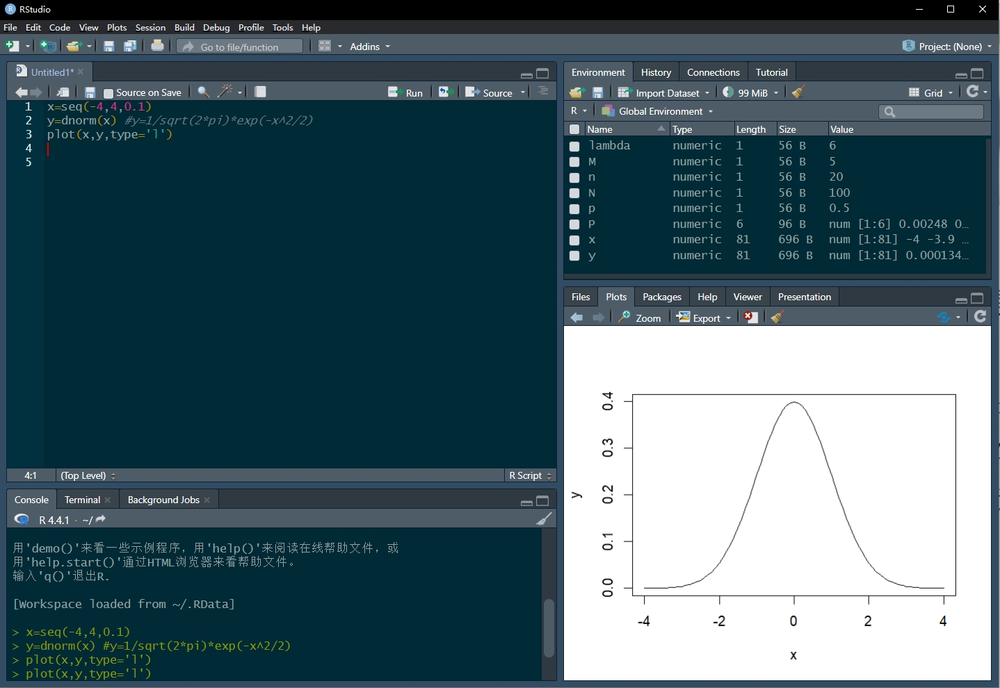 RStudio
File Edit Code View Plots Session Build Debug Profile Tools Help
Go to file/function Addins Project: (None)
Untitled1*
Source on Save Run Source
1 x=seq(-4,4,0.1)
2 y=dnorm(x) #y=1/sqrt(2*pi)*exp(-x^2/2)
3 plot(x,y,type='l')
4
5
4:1 (Top Level) R Script
Console Terminal Background Jobs
R 4.4.1 · ~/
用'demo()'来看一些示例程序，用'help()'来阅读在线帮助文件，或
用'help.start()'通过HTML浏览器来看帮助文件。
输入'q()'退出R.
[Workspace loaded from ~/.RData]
> x=seq(-4,4,0.1)
> y=dnorm(x) #y=1/sqrt(2*pi)*exp(-x^2/2)
> plot(x,y,type='l')
> plot(x,y,type='l')
Environment History Connections Tutorial
Import Dataset 99 MiB Grid
R Global Environment
Name Type Length Size Value
lambda numeric 1 56 B 6
M numeric 1 56 B 5
n numeric 1 56 B 20
N numeric 1 56 B 100
p numeric 1 56 B 0.5
P numeric 6 96 B num [1:6] 0.00248 0…
x numeric 81 696 B num [1:81] -4 -3.9 …
y numeric 81 696 B num [1:81] 0.000134…
Files Plots Packages Help Viewer Presentation
Zoom Export
0.4
0.3
0.2
0.1
0.0
y
-4 -2 0 2 4
x